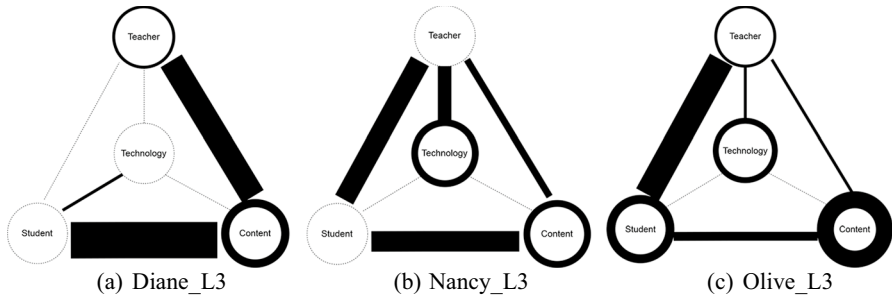 Teacher
Technology
Student
Content
(a) Diane_L3
Teacher
Technology
Student
Content
(b) Nancy_L3
Teacher
Technology
Student
Content
(c) Olive_L3